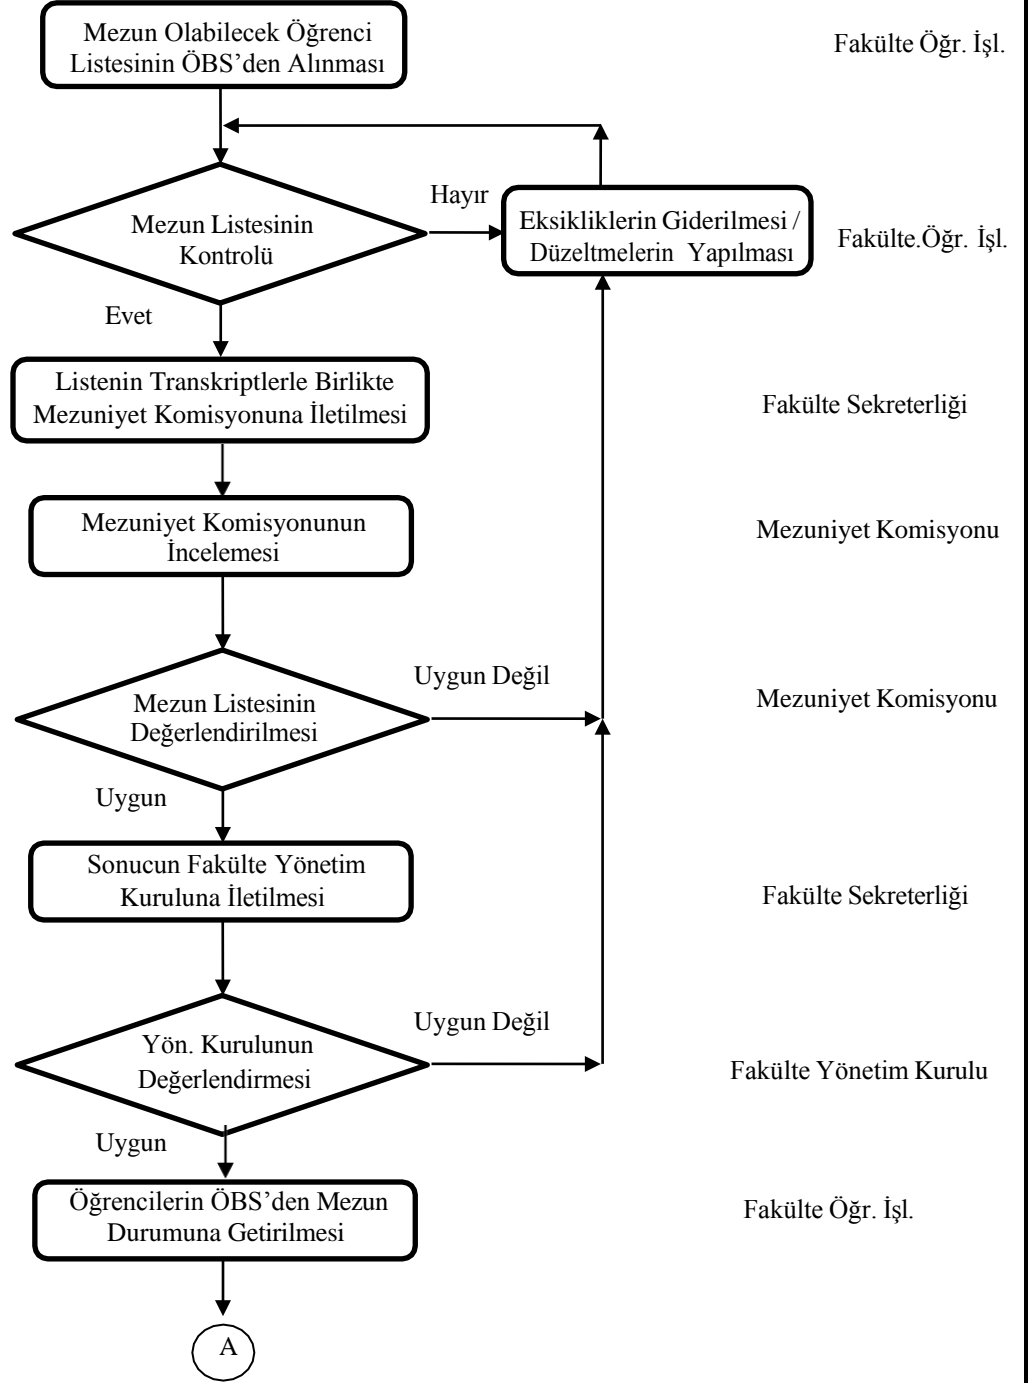 Mezun Olabilecek Öğrenci
Listesinin ÖBS’den Alınması
Fakülte Öğr. İşl.
Hayır
Mezun Listesinin
Kontrolü
Eksikliklerin Giderilmesi /
Düzeltmelerin Yapılması
Fakülte.Öğr. İşl.
Evet
Listenin Transkriptlerle Birlikte
Mezuniyet Komisyonuna İletilmesi
Fakülte Sekreterliği
Mezuniyet Komisyonunun
İncelemesi
Mezuniyet Komisyonu
Uygun Değil
Mezun Listesinin
Değerlendirilmesi
Mezuniyet Komisyonu
Uygun
Sonucun Fakülte Yönetim
Kuruluna İletilmesi
Fakülte Sekreterliği
Uygun Değil
Yön. Kurulunun
Değerlendirmesi
Fakülte Yönetim Kurulu
Uygun
Öğrencilerin ÖBS’den Mezun
Durumuna Getirilmesi
Fakülte Öğr. İşl.
A